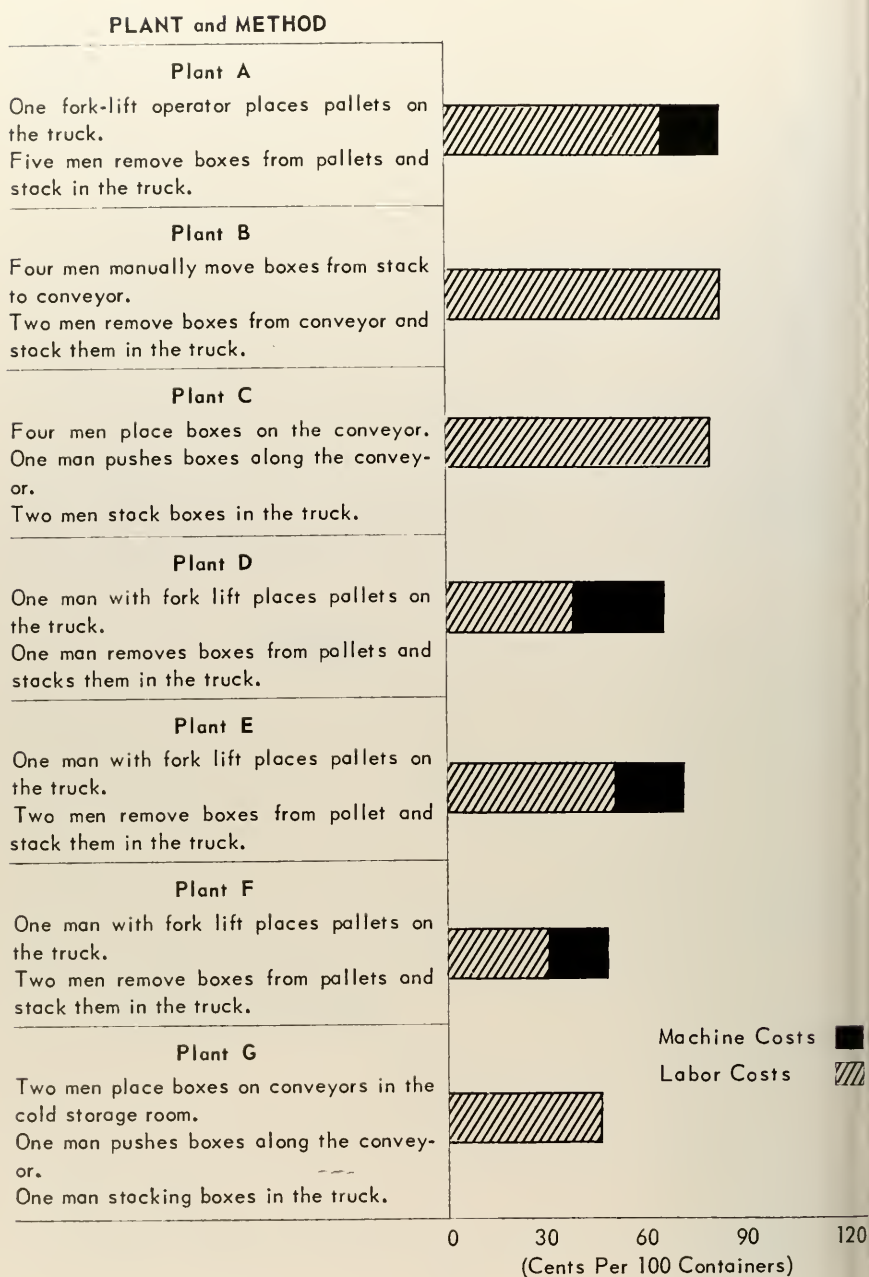 PLANT and METHOD
Plant A
One fork-lift operator places pallets on
the truck.
Five men remove boxes from pallets and
stack in the truck.
Plant B
Four men manually move boxes from stack
to conveyor.
Two men remove boxes from conveyor and
stack them in the truck.
Plant C
Four men place boxes on the conveyor.
One man pushes boxes along the convey-
or.
Two men stack boxes in the truck.
Plant D
One man with fork lift places pallets on
the truck.
One man removes boxes from pallets and
stacks them in the truck.
Plant E
One man with fork lift places pallets on
the truck.
Two men remove boxes from pallet and
stack them in the truck.
Plant F
One man with fork lift places pallets on
the truck.
Two men remove boxes from pallets and
stack them in the truck.
Plant G
Two men place boxes on conveyors in the
cold storage room.
One man pushes boxes along the convey-
or.
One man stacking boxes in the truck.
Machine Costs
Labor Costs
0 30 60 90 120
(Cents Per 100 Containers)